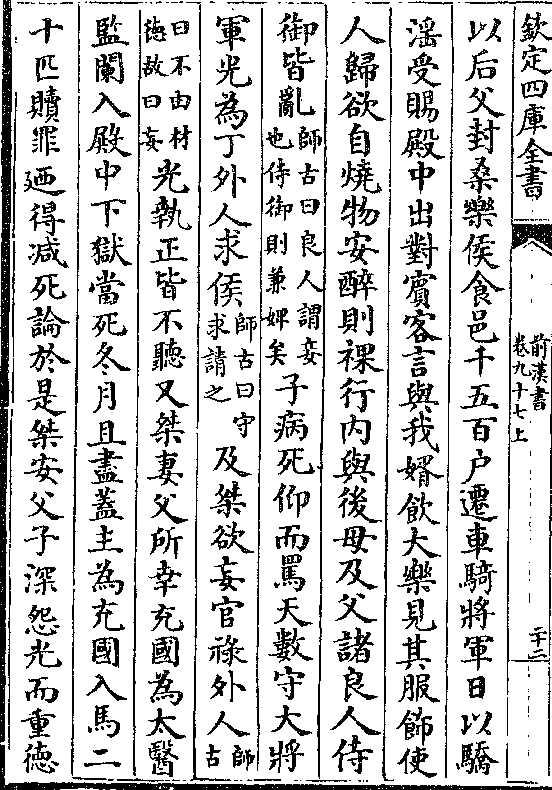 欽定四庫全書
前漢書
卷九十七上
二十二
以后父封桑樂侯食邑千五百户遷車騎將軍日以驕
淫受賜殿中出對賓客言與我婿飲大樂見其服飾使
人歸欲自燒物安醉則裸行内與後母及父諸良人侍
御皆亂師古曰良人謂妾也侍御則兼婢矣子病死仰而罵天數守大將
軍光為丁外人求侯師古曰守求請之及桀欲妄官禄外人師古
曰不由材德故曰妄光執正皆不聽又桀妻父所幸充國為太醫
監闌入殿中下獄當死冬月且盡蓋主為充國入馬二
十匹贖罪廼得減死論於是桀安父子深怨光而重德